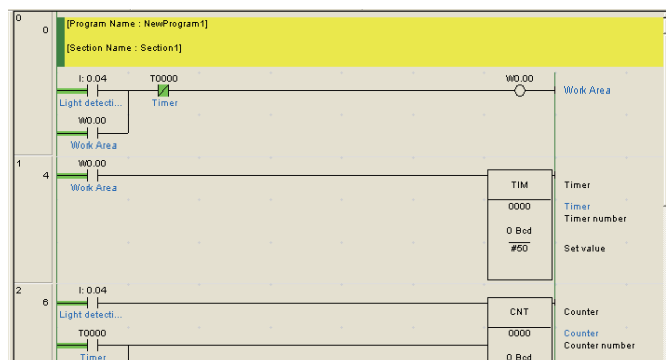 0
0
[Program Name : NewProgram1]
[Section Name : Section1]
I: 0.04 T0000 W0.00
Work Area
Light detecti... Timer
W0.00
Work Area
1
4
W0.00
Work Area
TIM Timer
0000 Timer
Timer number
0 Bcd
#50 Set value
2
6
I: 0.04
Light detecti...
CNT Counter
T0000 0000 Counter
Counter number
Timer 0 Bcd